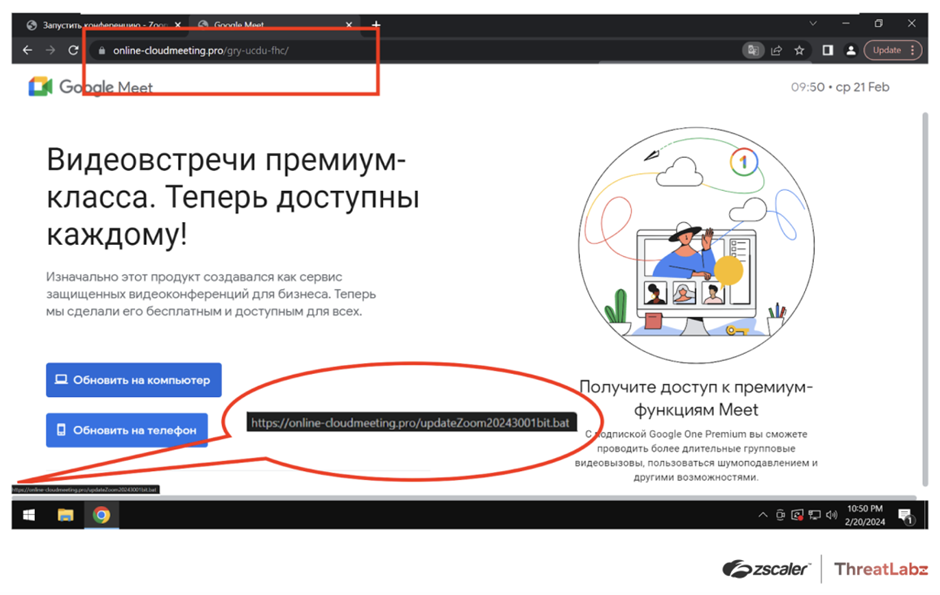 Запустить конференцию - Zoom
Google Meet
online-cloudmeeting.pro/gry-ucdu-fhc/
Update
Google Meet
09:50 • ср 21 Feb
Видеовстречи премиум-
класса. Теперь доступны
каждому!
Изначально этот продукт создавался как сервис
защищенных видеоконференций для бизнеса. Теперь
мы сделали его бесплатным и доступным для всех.
Обновить на компьютер
Обновить на телефон
https://online-cloudmeeting.pro/updateZoom20243001bit.bat
https://online-cloudmeeting.pro/updateZoom20243001bit.bat
1
Получите доступ к премиум-
функциям Meet
С подпиской Google One Premium вы сможете
проводить более длительные групповые
видеовызовы, пользоваться шумоподавлением и
другими возможностями.
10:50 PM
2/20/2024
1
zscaler
ThreatLabz